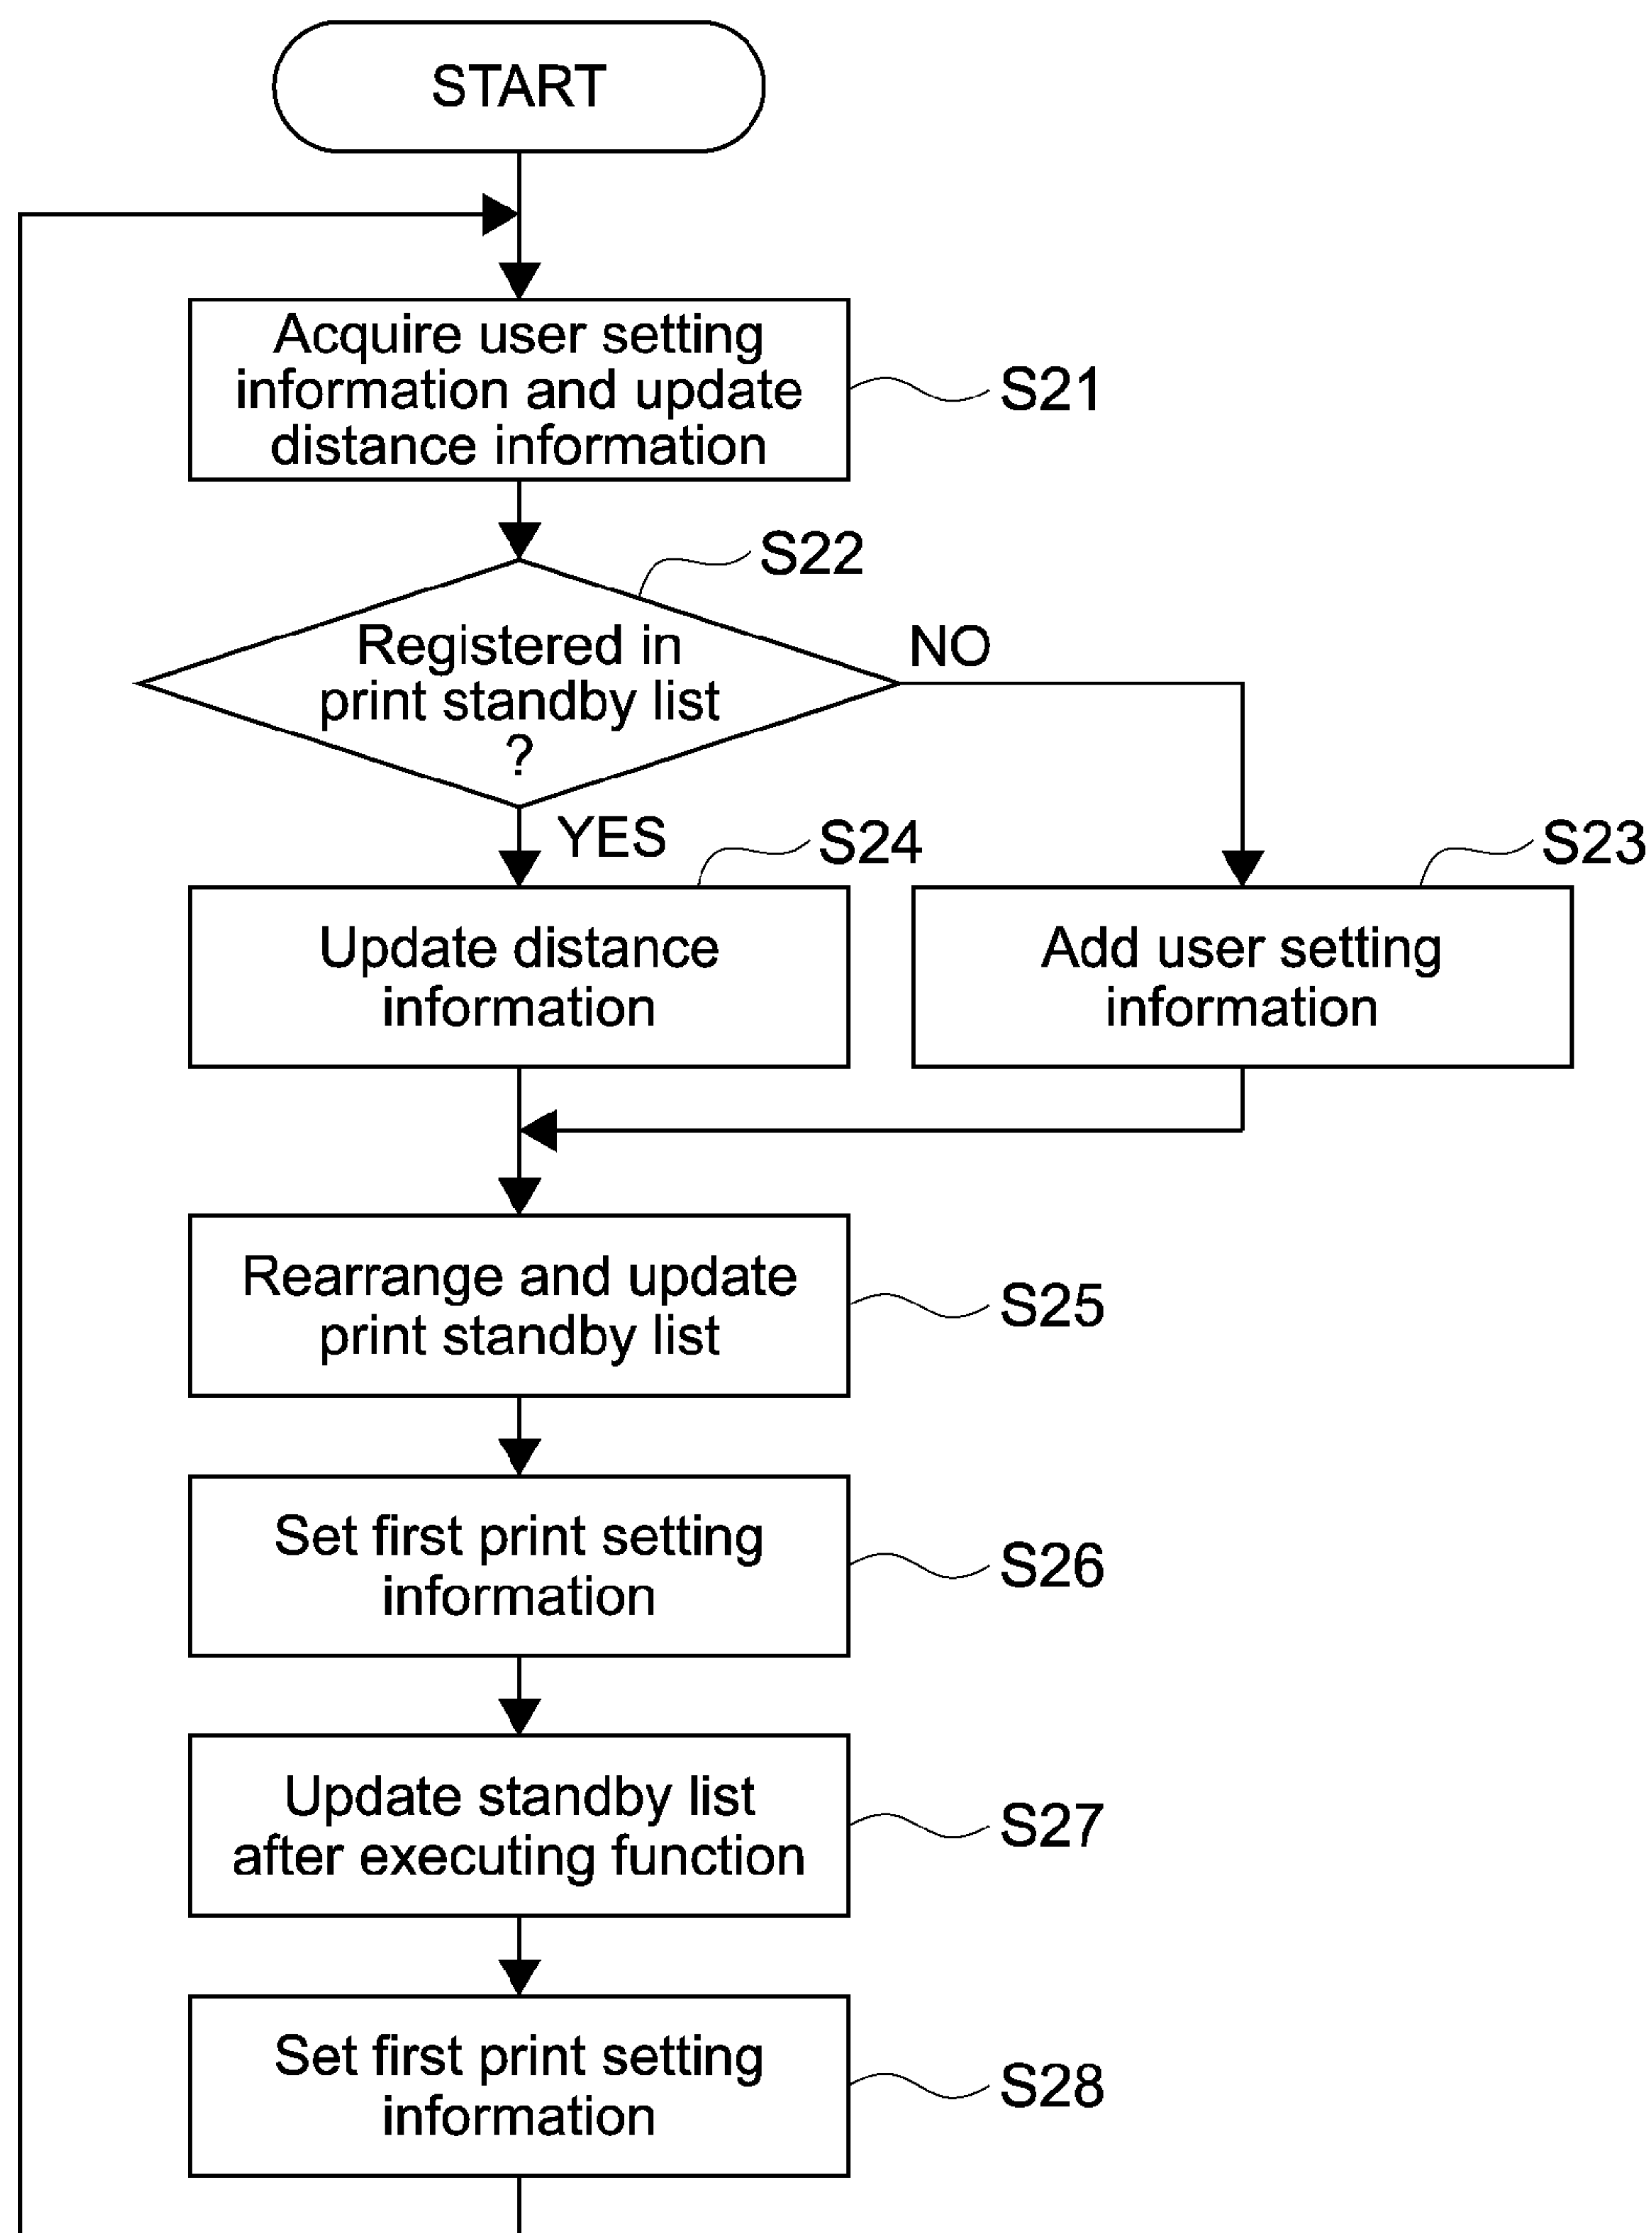 START
Acquire user setting
information and update
distance information
S21
S22
Registered in
print standby list
?
NO
YES
S24
S23
Update distance
information
Add user setting
information
Rearrange and update
print standby list
S25
Set first print setting
information
S26
Update standby list
after executing function
S27
Set first print setting
information
S28